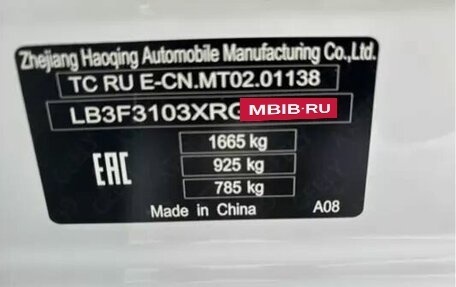 Zhejiang Haoqing Automobile Manufacturing Co.,Ltd.
TC RU E-CN.MT02.01138
LB3F3103XRG MBIB.RU
1665 kg
EAC 925 kg
785 kg
Made in China A08